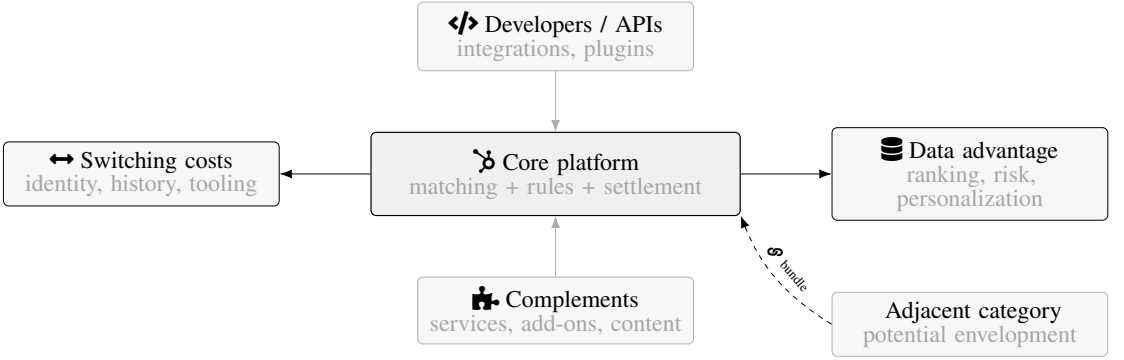 Developers / APIs
integrations, plugins
Switching costs
identity, history, tooling
Core platform
matching + rules + settlement
Data advantage
ranking, risk,
personalization
bundle
Complements
services, add-ons, content
Adjacent category
potential envelopment